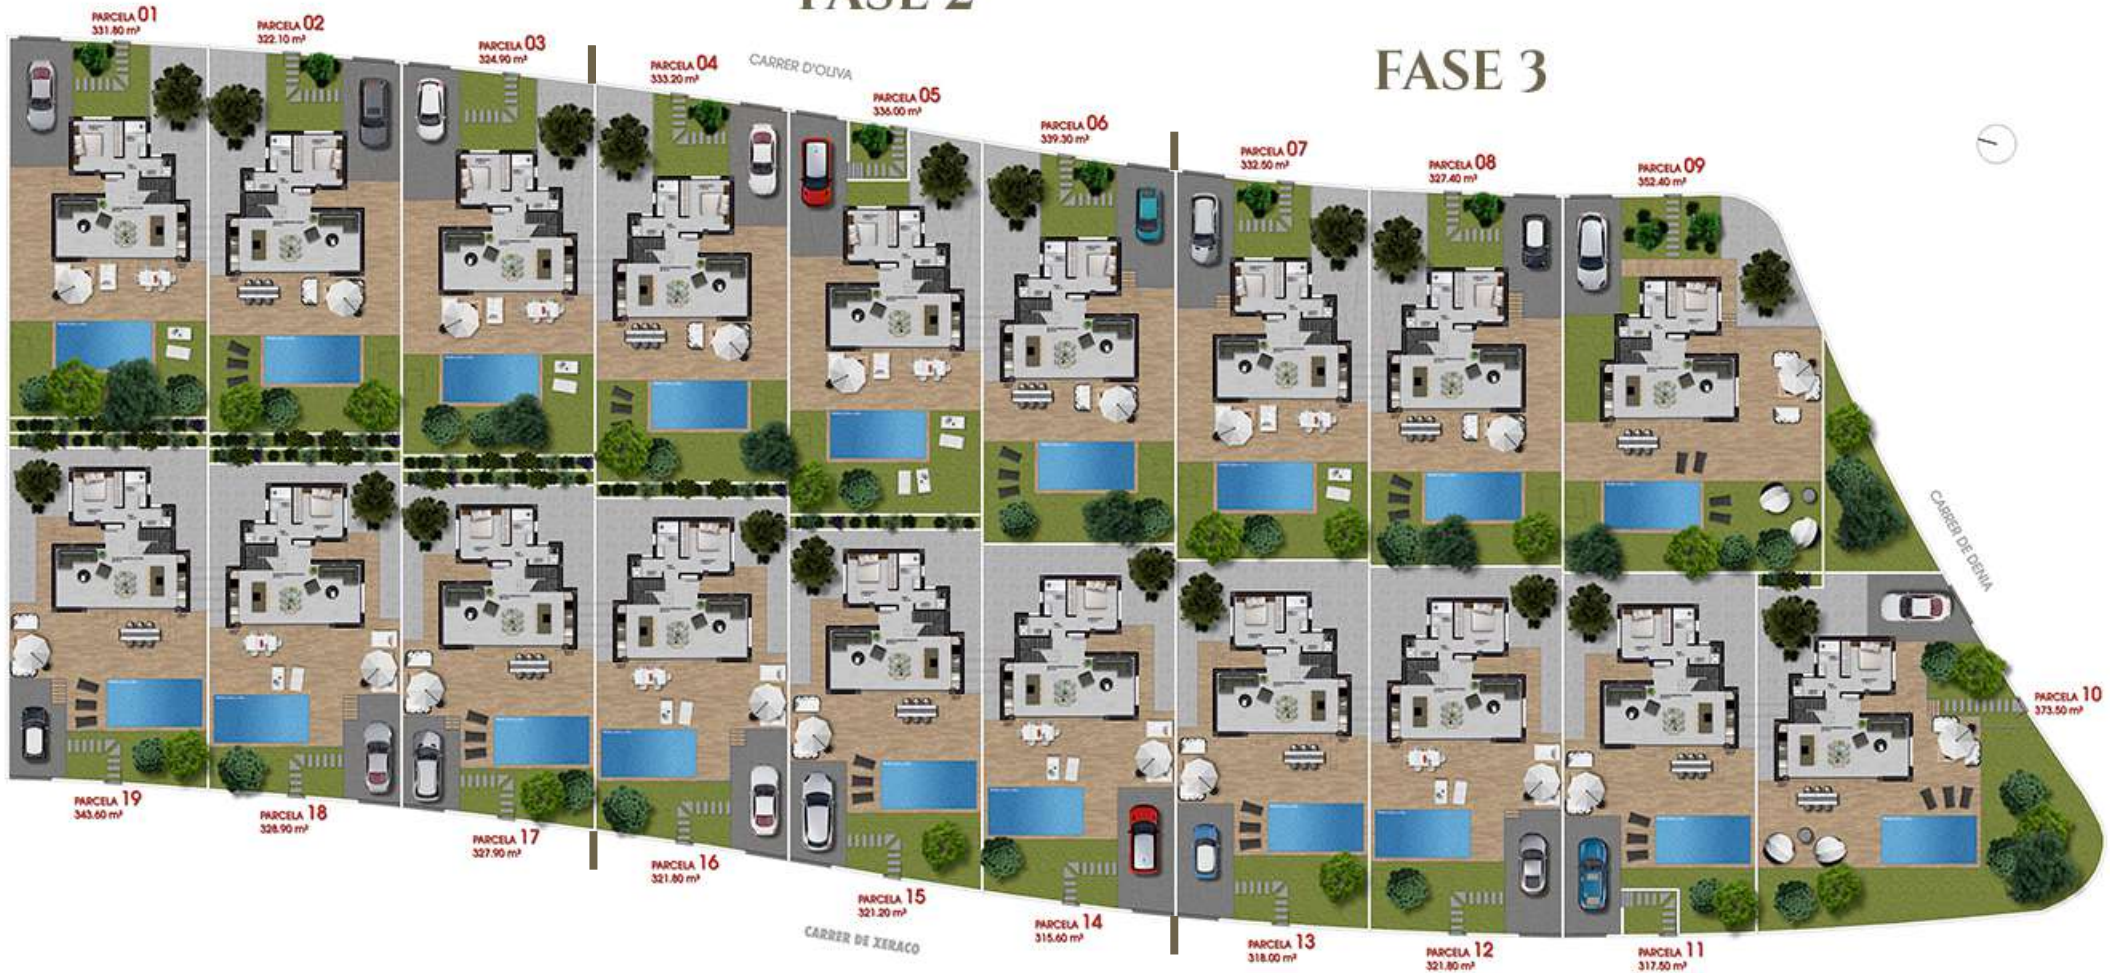 FASE 2
FASE 3
PARCELA 01
331.80 m²
PARCELA 02
322.10 m²
PARCELA 03
324.90 m²
PARCELA 04
333.20 m²
CARRER D'OLIVA
PARCELA 05
336.00 m²
PARCELA 06
339.30 m²
PARCELA 07
332.50 m²
PARCELA 08
327.40 m²
PARCELA 09
352.40 m²
CARRER DE DENIA
PARCELA 10
373.50 m²
PARCELA 19
343.60 m²
PARCELA 18
328.90 m²
PARCELA 17
327.90 m²
PARCELA 16
321.80 m²
PARCELA 15
321.20 m²
PARCELA 14
315.60 m²
PARCELA 13
318.00 m²
PARCELA 12
321.80 m²
PARCELA 11
317.50 m²
CARRER DE XERACO